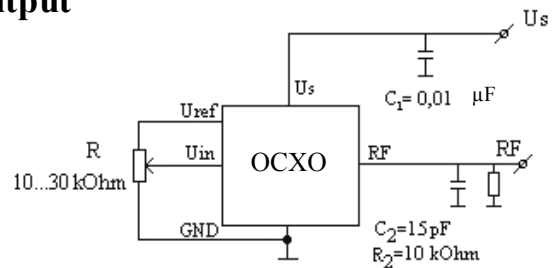 tput
Us
Us
C₁= 0,01 µF
Uref
R
Uin
OCXO
RF
RF
10...30 kOhm
GND
C₂=15pF
R₂=10 kOhm